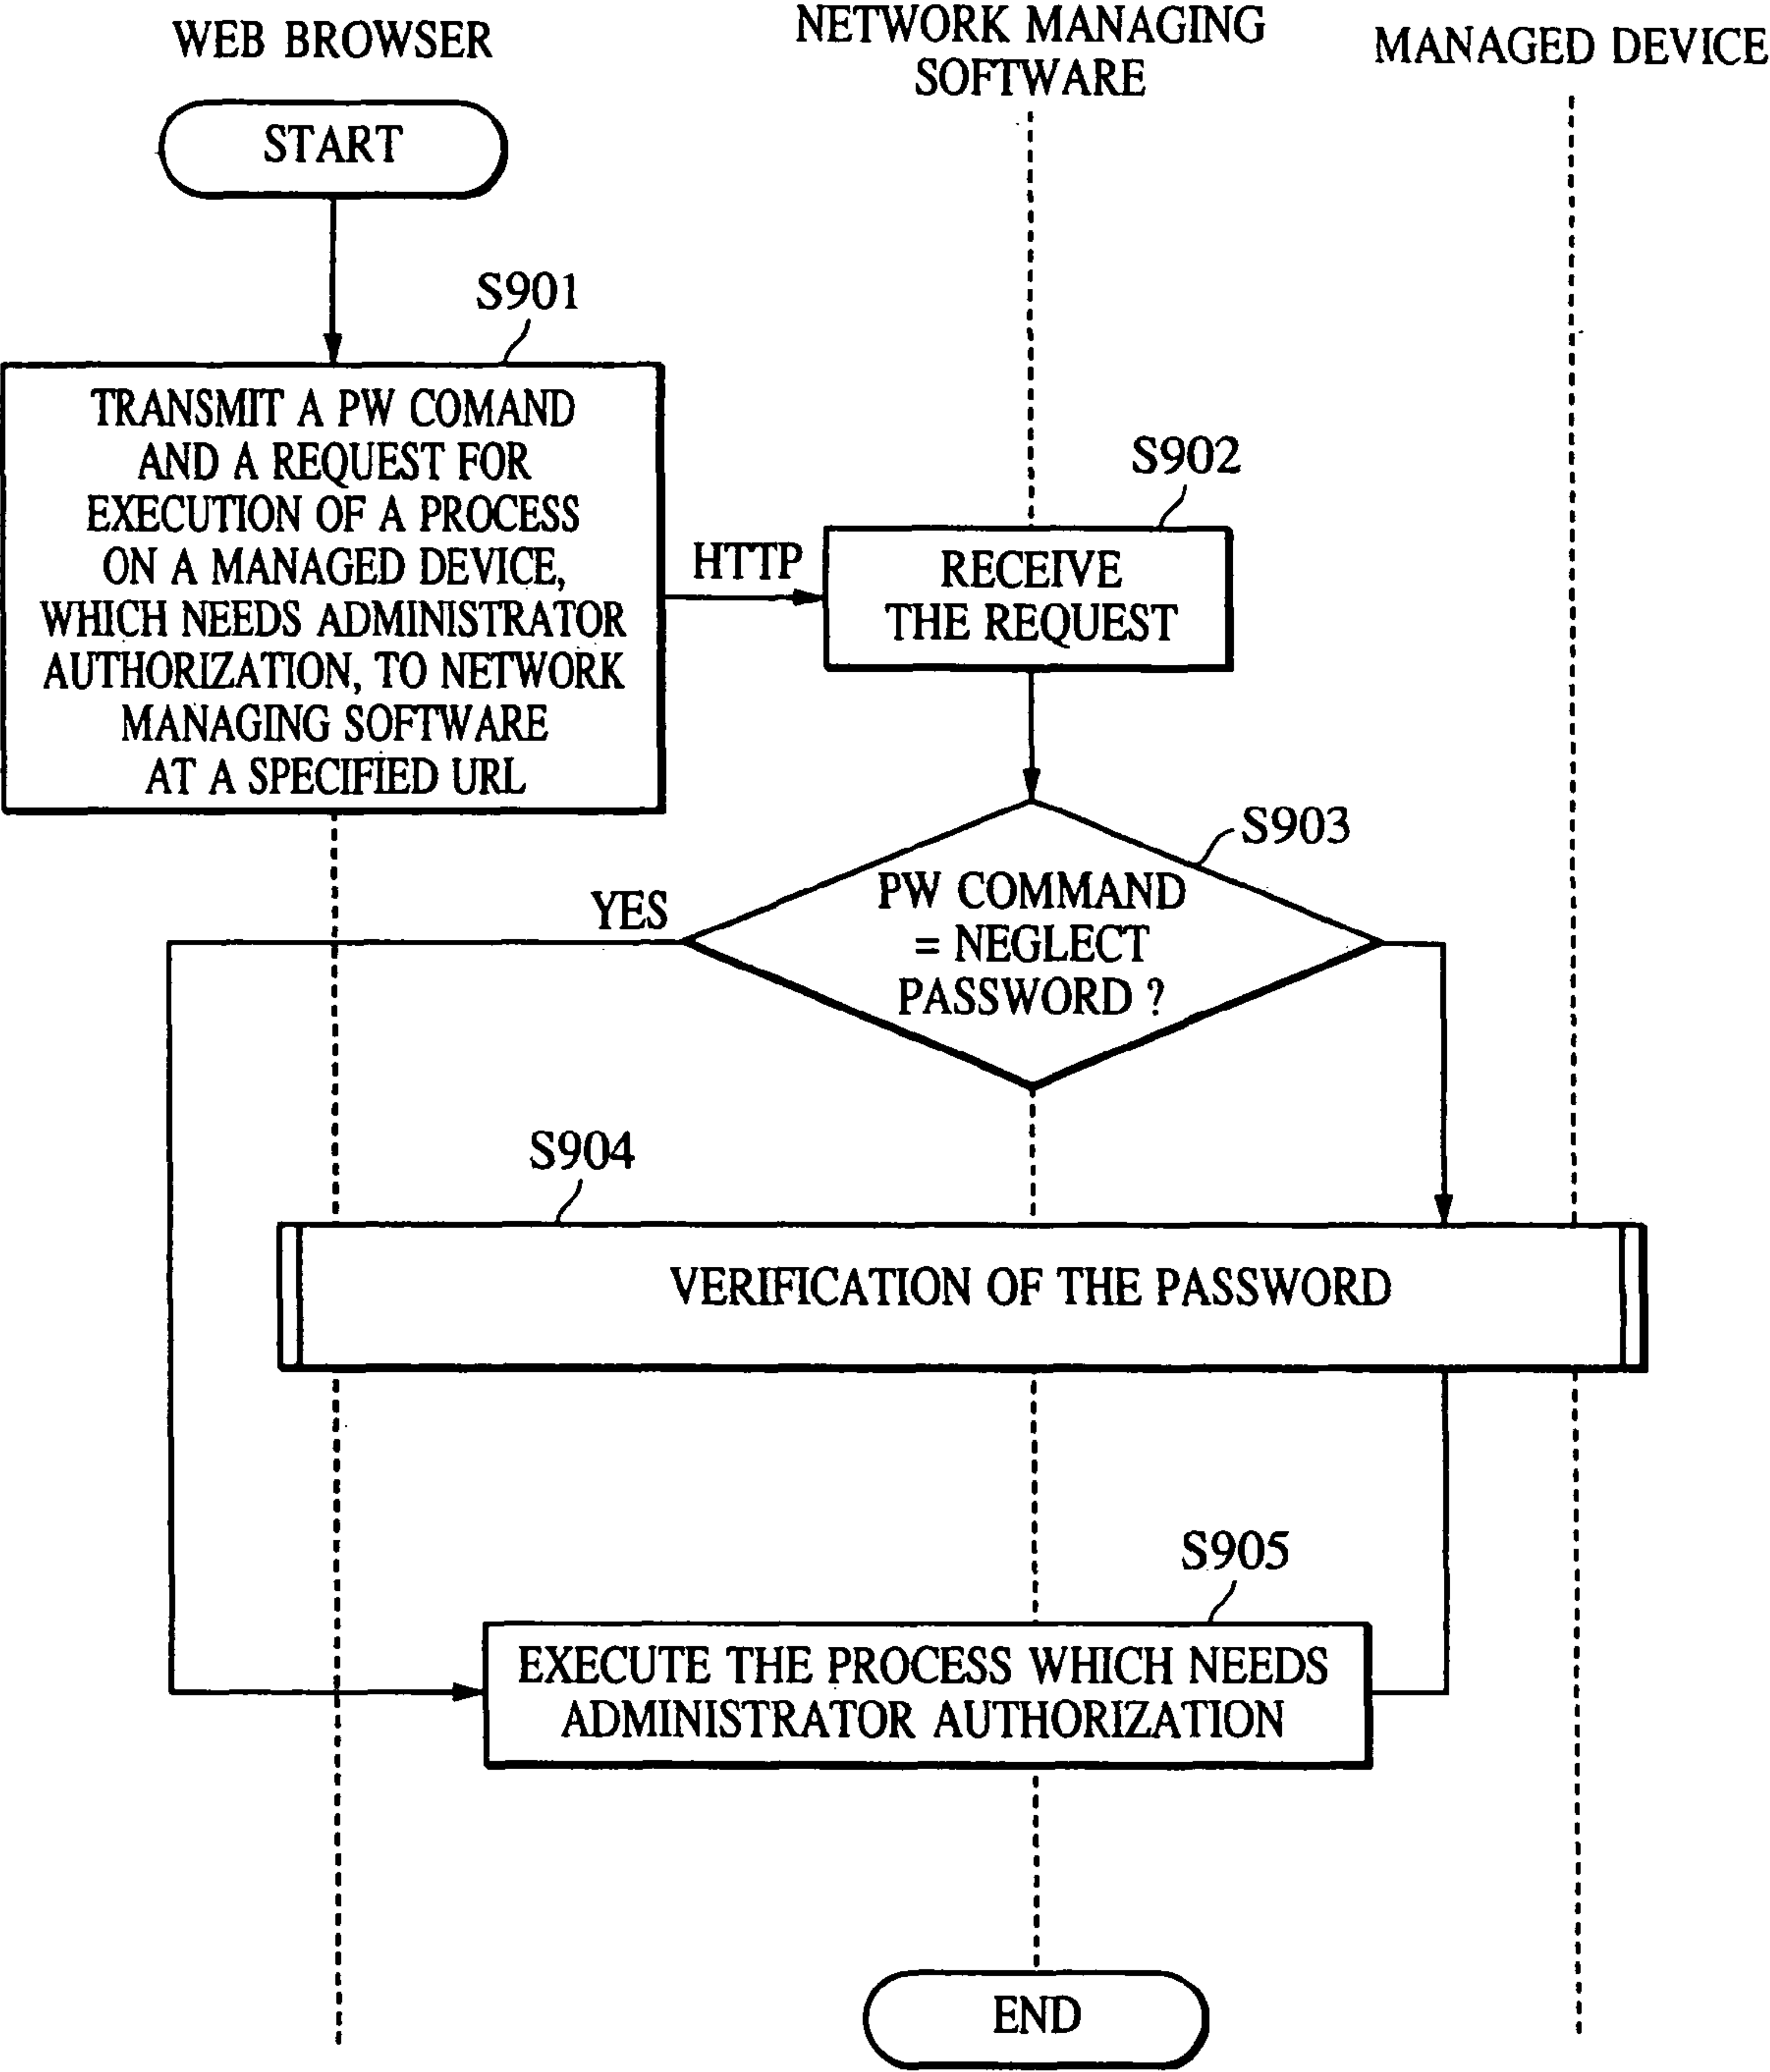 WEB BROWSER
NETWORK MANAGING
SOFTWARE
MANAGED DEVICE
START
S901
TRANSMIT A PW COMAND
AND A REQUEST FOR
EXECUTION OF A PROCESS
ON A MANAGED DEVICE,
WHICH NEEDS ADMINISTRATOR
AUTHORIZATION, TO NETWORK
MANAGING SOFTWARE
AT A SPECIFIED URL
HTTP
S902
RECEIVE
THE REQUEST
S903
PW COMMAND
= NEGLECT
PASSWORD ?
YES
S904
VERIFICATION OF THE PASSWORD
S905
EXECUTE THE PROCESS WHICH NEEDS
ADMINISTRATOR AUTHORIZATION
END